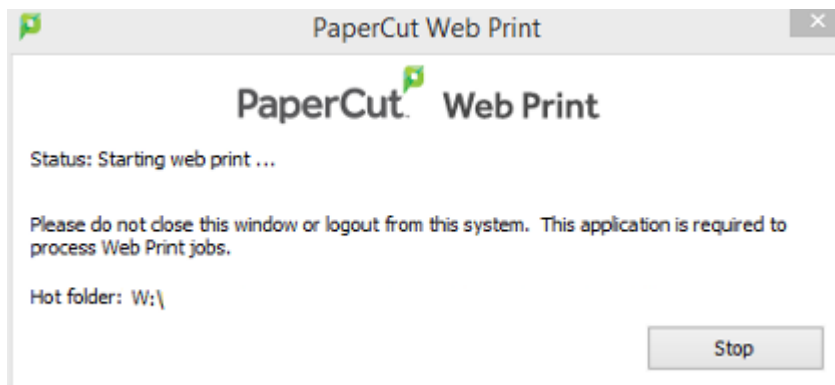 PaperCut Web Print
PaperCut™ Web Print
Status: Starting web print ...
Please do not close this window or logout from this system. This application is required to
process Web Print jobs.
Hot folder: W:\
Stop